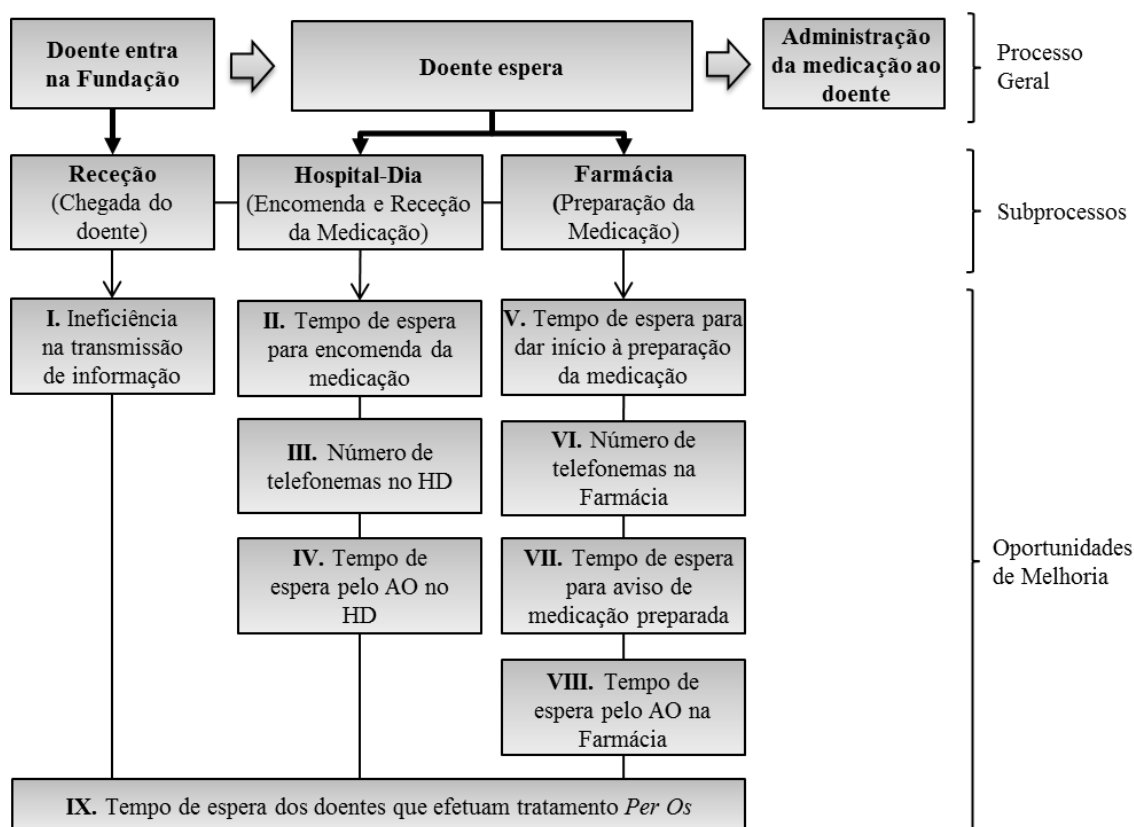 Doente entra
na Fundação
Doente espera
Administração
da medicação ao
doente
Processo
Geral
Receção
(Chegada do
doente)
Hospital-Dia
(Encomenda e Receção
da Medicação)
Farmácia
(Preparação da
Medicação)
Subprocessos
I. Ineficiência
na transmissão
de informação
II. Tempo de espera
para encomenda da
medicação
III. Número de
telefonemas no HD
IV. Tempo de
espera pelo AO no
HD
V. Tempo de espera para
dar início à preparação
da medicação
VI. Número de
telefonemas na
Farmácia
VII. Tempo de espera
para aviso de
medicação preparada
VIII. Tempo de
espera pelo AO na
Farmácia
IX. Tempo de espera dos doentes que efetuam tratamento Per Os
Oportunidades
de Melhoria